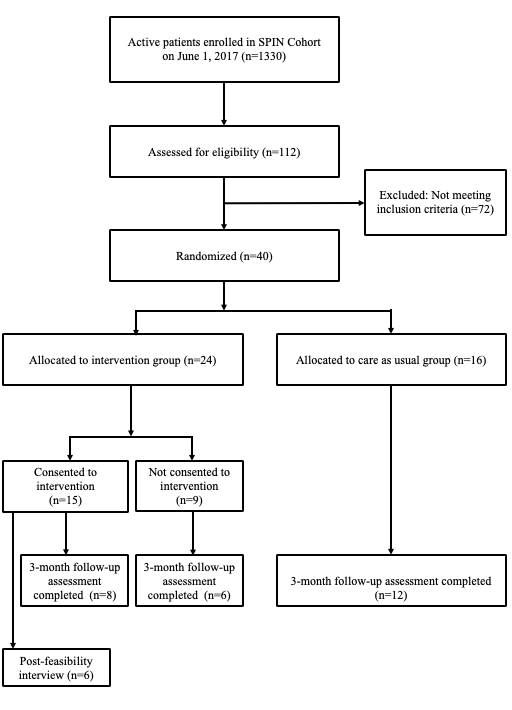 Active patients enrolled in SPIN Cohort
on June 1, 2017 (n=1330)
Assessed for eligibility (n=112)
Excluded: Not meeting
inclusion criteria (n=72)
Randomized (n=40)
Allocated to intervention group (n=24)
Allocated to care as usual group (n=16)
Consented to
intervention
(n=15)
Not consented to
intervention
(n=9)
3-month follow-up
assessment
completed (n=8)
3-month follow-up
assessment
completed (n=6)
3-month follow-up assessment completed
(n=12)
Post-feasibility
interview (n=6)